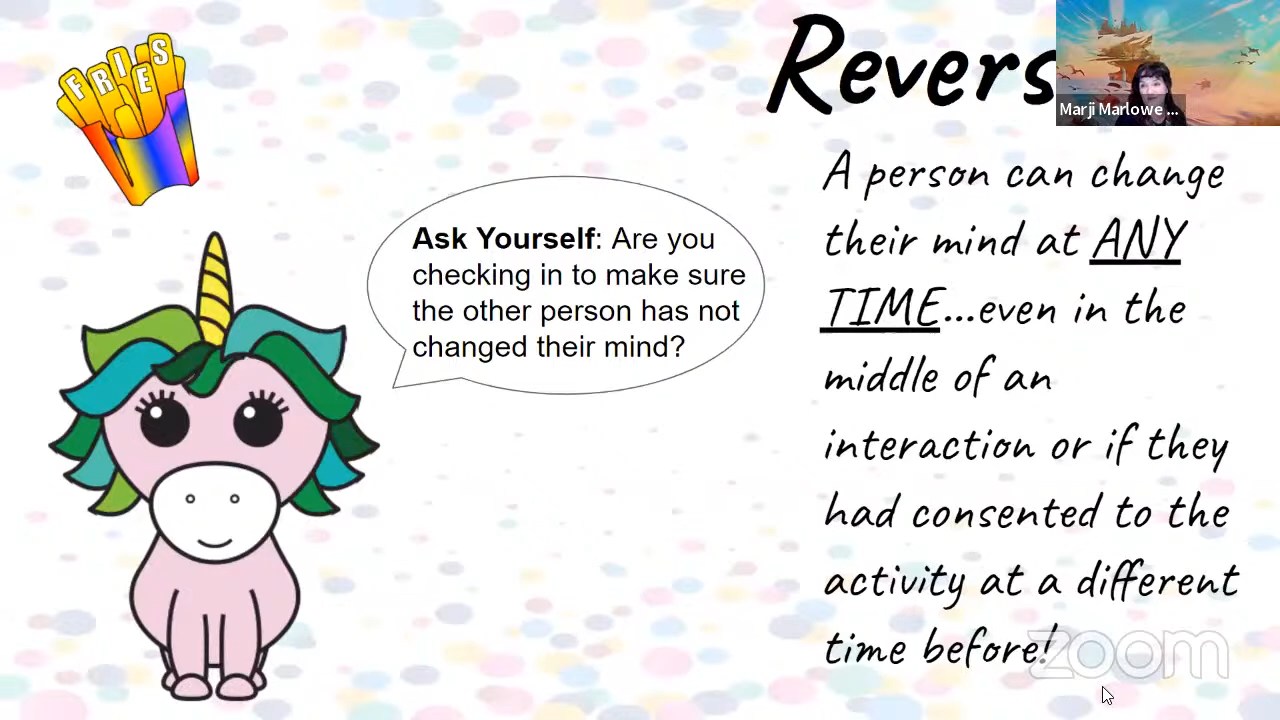 FRIES
Revers
Marji Marlowe ...
Ask Yourself: Are you
checking in to make sure
the other person has not
changed their mind?
A person can change
their mind at ANY
TIME...even in the
middle of an
interaction or if they
had consented to the
activity at a different
time before!
zoom